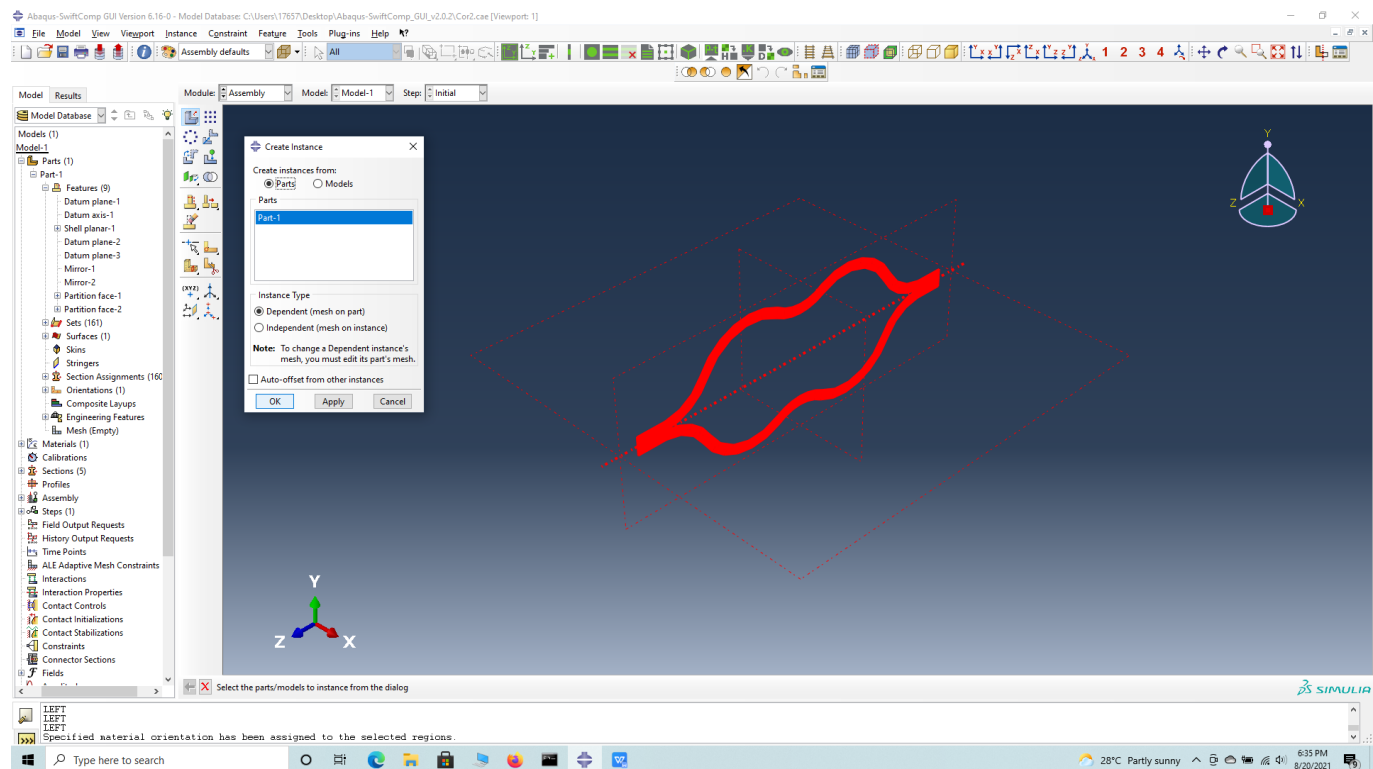 Abaqus-SwiftComp GUI Version 6.16-0 - Model Database: C:\Users\17657\Desktop\Abaqus-SwiftComp_GUI_v2.0.2\Cor2.cae [Viewport: 1]
File Model View Viewport Instance Constraint Feature Tools Plug-ins Help
Assembly defaults All 1 2 3 4
Model Results
Module: Assembly Model: Model-1 Step: Initial
Model Database
Models (1)
Model-1
Parts (1)
Part-1
Features (9)
Datum plane-1
Datum axis-1
Shell planar-1
Datum plane-2
Datum plane-3
Mirror-1
Mirror-2
Partition face-1
Partition face-2
Sets (161)
Surfaces (1)
Skins
Stringers
Section Assignments (160
Orientations (1)
Composite Layups
Engineering Features
Mesh (Empty)
Materials (1)
Calibrations
Sections (5)
Profiles
Assembly
Steps (1)
Field Output Requests
History Output Requests
Time Points
ALE Adaptive Mesh Constraints
Interactions
Interaction Properties
Contact Controls
Contact Initializations
Contact Stabilizations
Constraints
Connector Sections
Fields
(XYZ)
Create Instance
Create instances from:
Parts Models
Parts
Part-1
Instance Type
Dependent (mesh on part)
Independent (mesh on instance)
Note: To change a Dependent instance's
mesh, you must edit its part's mesh.
Auto-offset from other instances
OK Apply Cancel
Y
Z X
Y
Z X
Select the parts/models to instance from the dialog
SIMULIA
LEFT
LEFT
LEFT
Specified material orientation has been assigned to the selected regions.
Type here to search
28°C Partly sunny
6:35 PM
8/20/2021